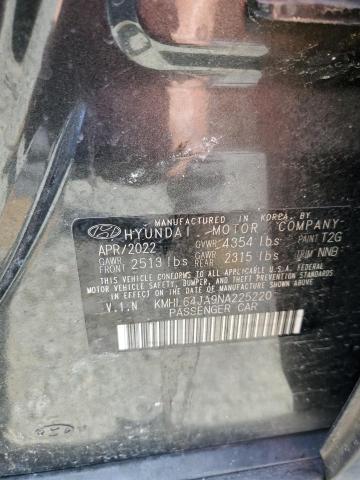 MANUFACTURED IN KOREA BY
HYUNDAI MOTOR COMPANY
APR/2022 GVWR 4354 lbs PAINT T2G
GAWR FRONT 2513 lbs GAWR REAR 2315 lbs TRIM NNB
THIS VEHICLE CONFORMS TO ALL APPLICABLE U.S. FEDERAL
MOTOR VEHICLE SAFETY, BUMPER, AND THEFT PREVENTION
STANDARDS IN EFFECT ON THE DATE OF MANUFACTURE SHOWN ABOVE.
V.I.N KMHL64JA9NA225220
PASSENGER CAR